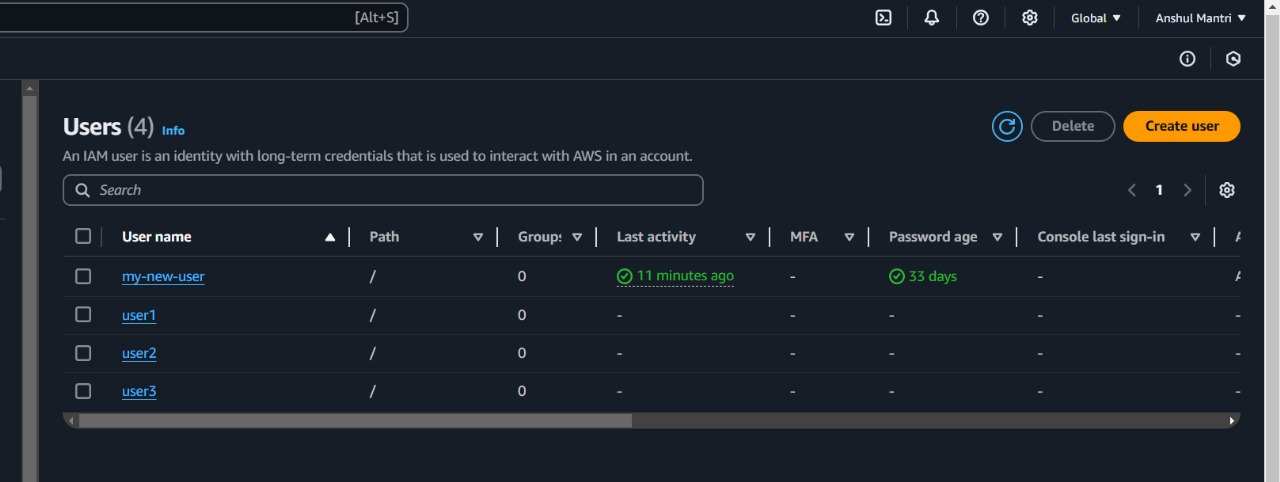 [Alt+S] Global Anshul Mantri
Users (4) Info Delete Create user
An IAM user is an identity with long-term credentials that is used to interact with AWS in an account.
Search 1
User name Path Groups Last activity MFA Password age Console last sign-in
my-new-user / 0 11 minutes ago - 33 days -
user1 / 0 - - - - -
user2 / 0 - - - - -
user3 / 0 - - - - -